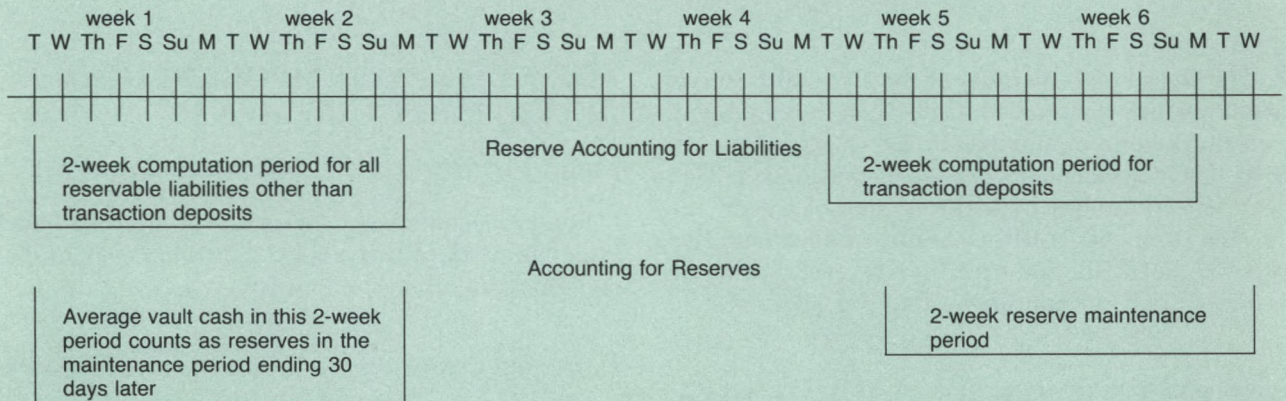 week 1 week 2 week 3 week 4 week 5 week 6
T W Th F S Su M T W Th F S Su M T W Th F S Su M T W Th F S Su M T W Th F S Su M T W Th F S Su M T W
Reserve Accounting for Liabilities
2-week computation period for all
reservable liabilities other than
transaction deposits
2-week computation period for
transaction deposits
Accounting for Reserves
Average vault cash in this 2-week
period counts as reserves in the
maintenance period ending 30
days later
2-week reserve maintenance
period